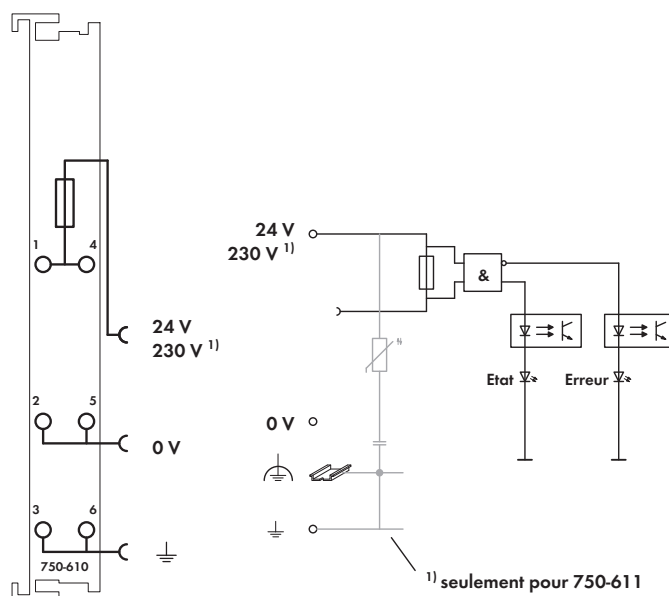 1
4
24 V
230 V 1)
2
5
0 V
3
6
750-610
24 V
230 V 1)
&
Etat
Erreur
0 V
1) seulement pour 750-611